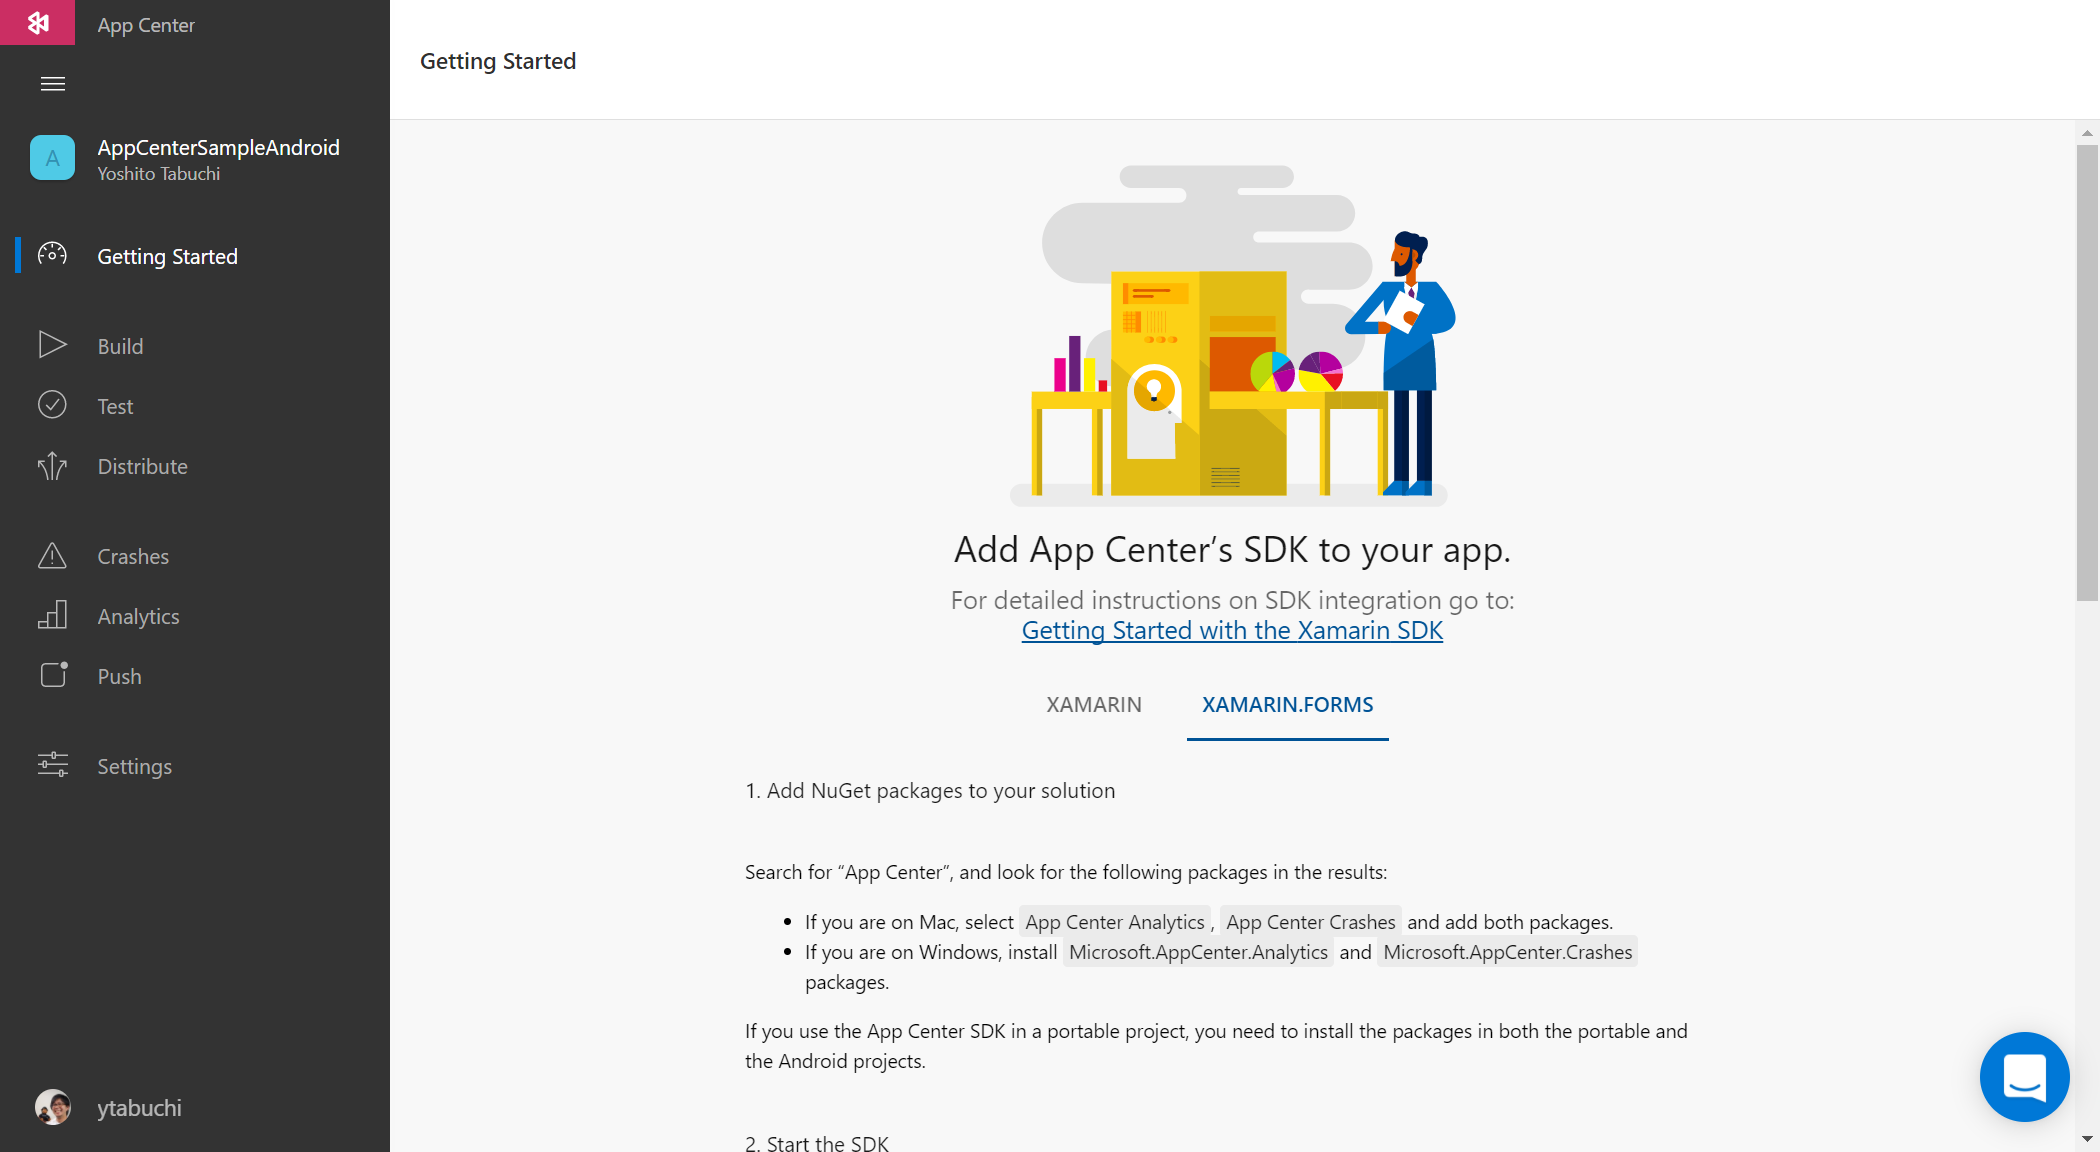 App Center
Getting Started
A
AppCenterSampleAndroid
Yoshito Tabuchi
Getting Started
Build
Test
Distribute
Crashes
Analytics
Push
Settings
ytabuchi
Add App Center’s SDK to your app.
For detailed instructions on SDK integration go to:
Getting Started with the Xamarin SDK
XAMARIN XAMARIN.FORMS
1. Add NuGet packages to your solution
Search for “App Center”, and look for the following packages in the results:
• If you are on Mac, select App Center Analytics , App Center Crashes and add both packages.
• If you are on Windows, install Microsoft.AppCenter.Analytics and Microsoft.AppCenter.Crashes
packages.
If you use the App Center SDK in a portable project, you need to install the packages in both the portable and
the Android projects.
2. Start the SDK